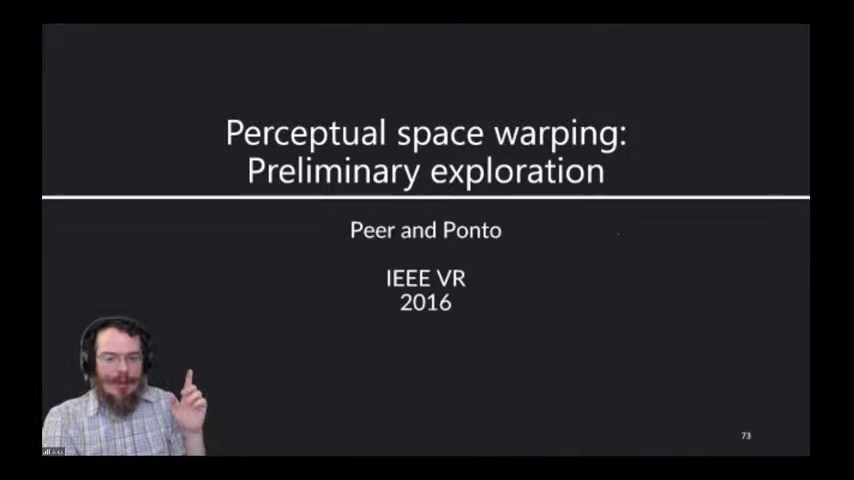 Perceptual space warping:
Preliminary exploration
Peer and Ponto
IEEE VR
2016
73